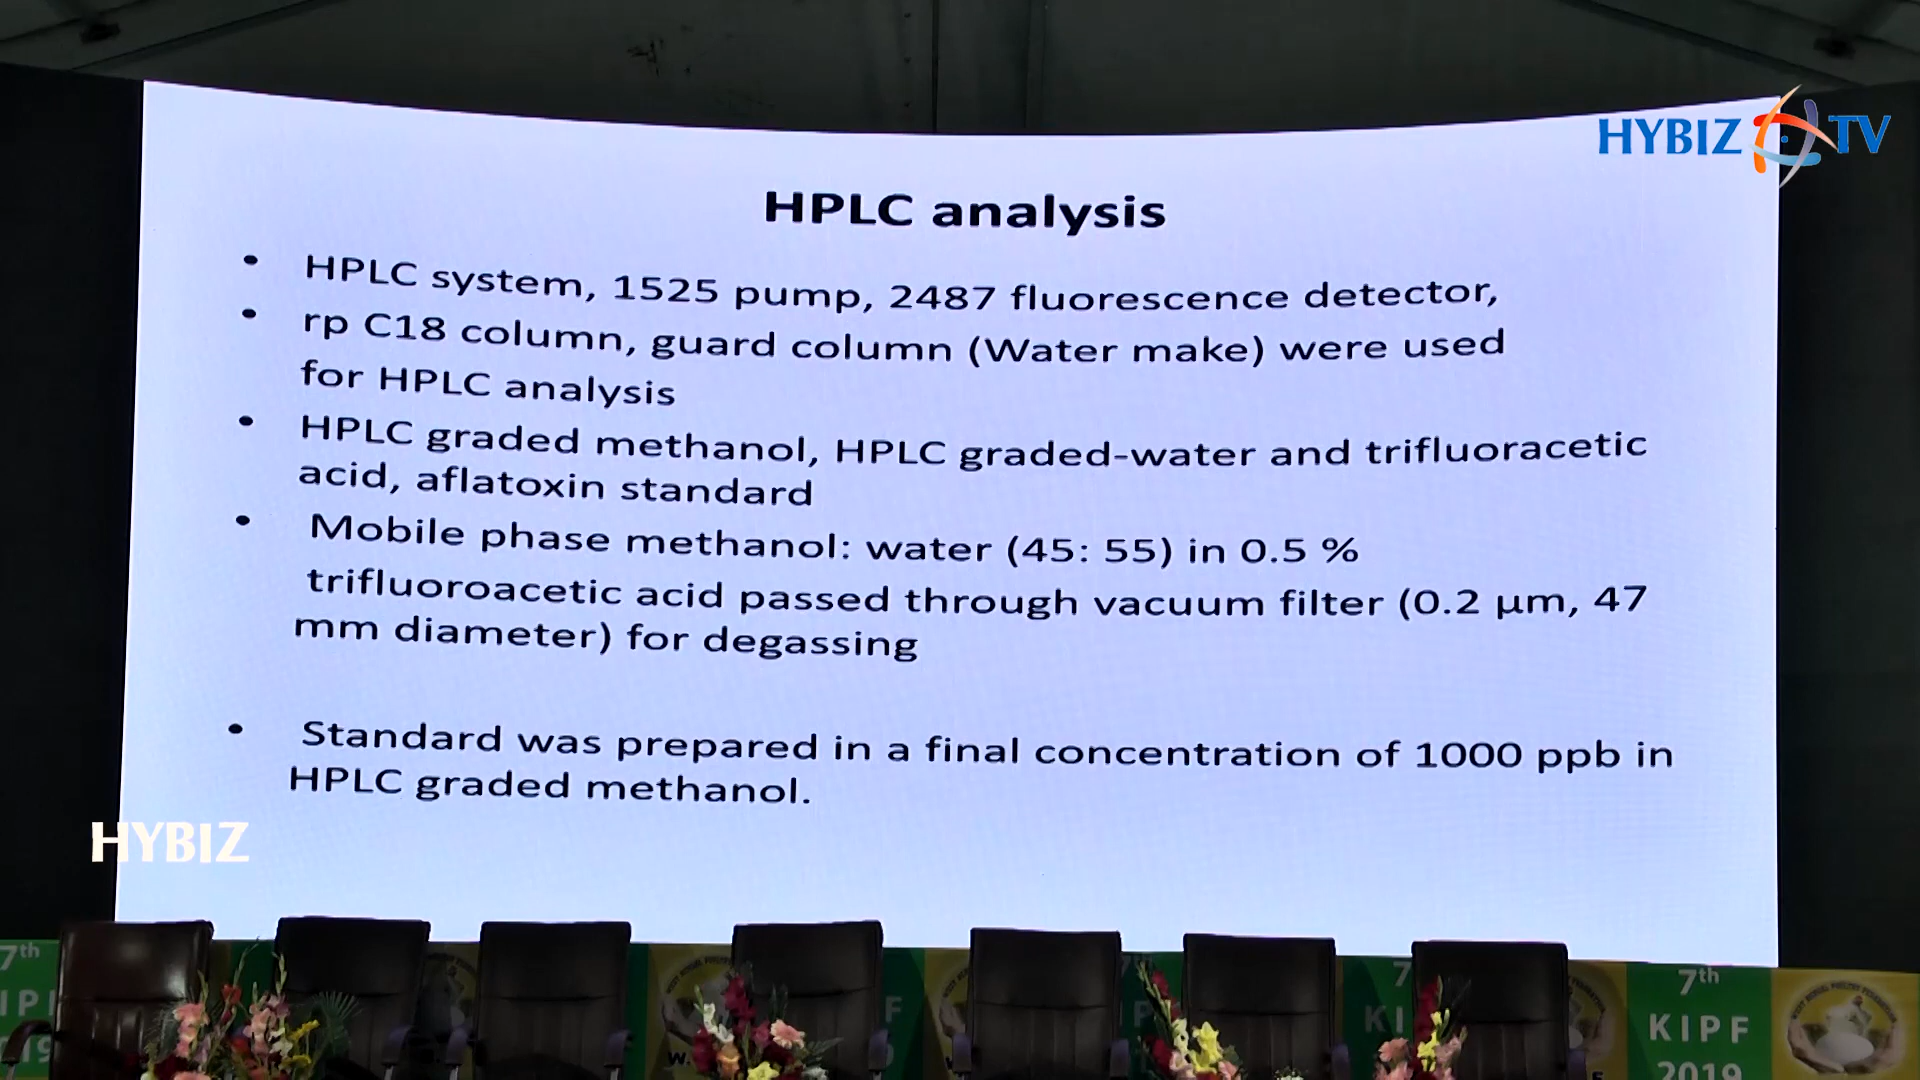 HYBIZ TV
HPLC analysis
• HPLC system, 1525 pump, 2487 fluorescence detector,
• rp C18 column, guard column (Water make) were used
for HPLC analysis
• HPLC graded methanol, HPLC graded-water and trifluoracetic
acid, aflatoxin standard
• Mobile phase methanol: water (45: 55) in 0.5 %
trifluoroacetic acid passed through vacuum filter (0.2 µm, 47
mm diameter) for degassing
• Standard was prepared in a final concentration of 1000 ppb in
HPLC graded methanol.
HYBIZ
7th
7th
KIPF
2019